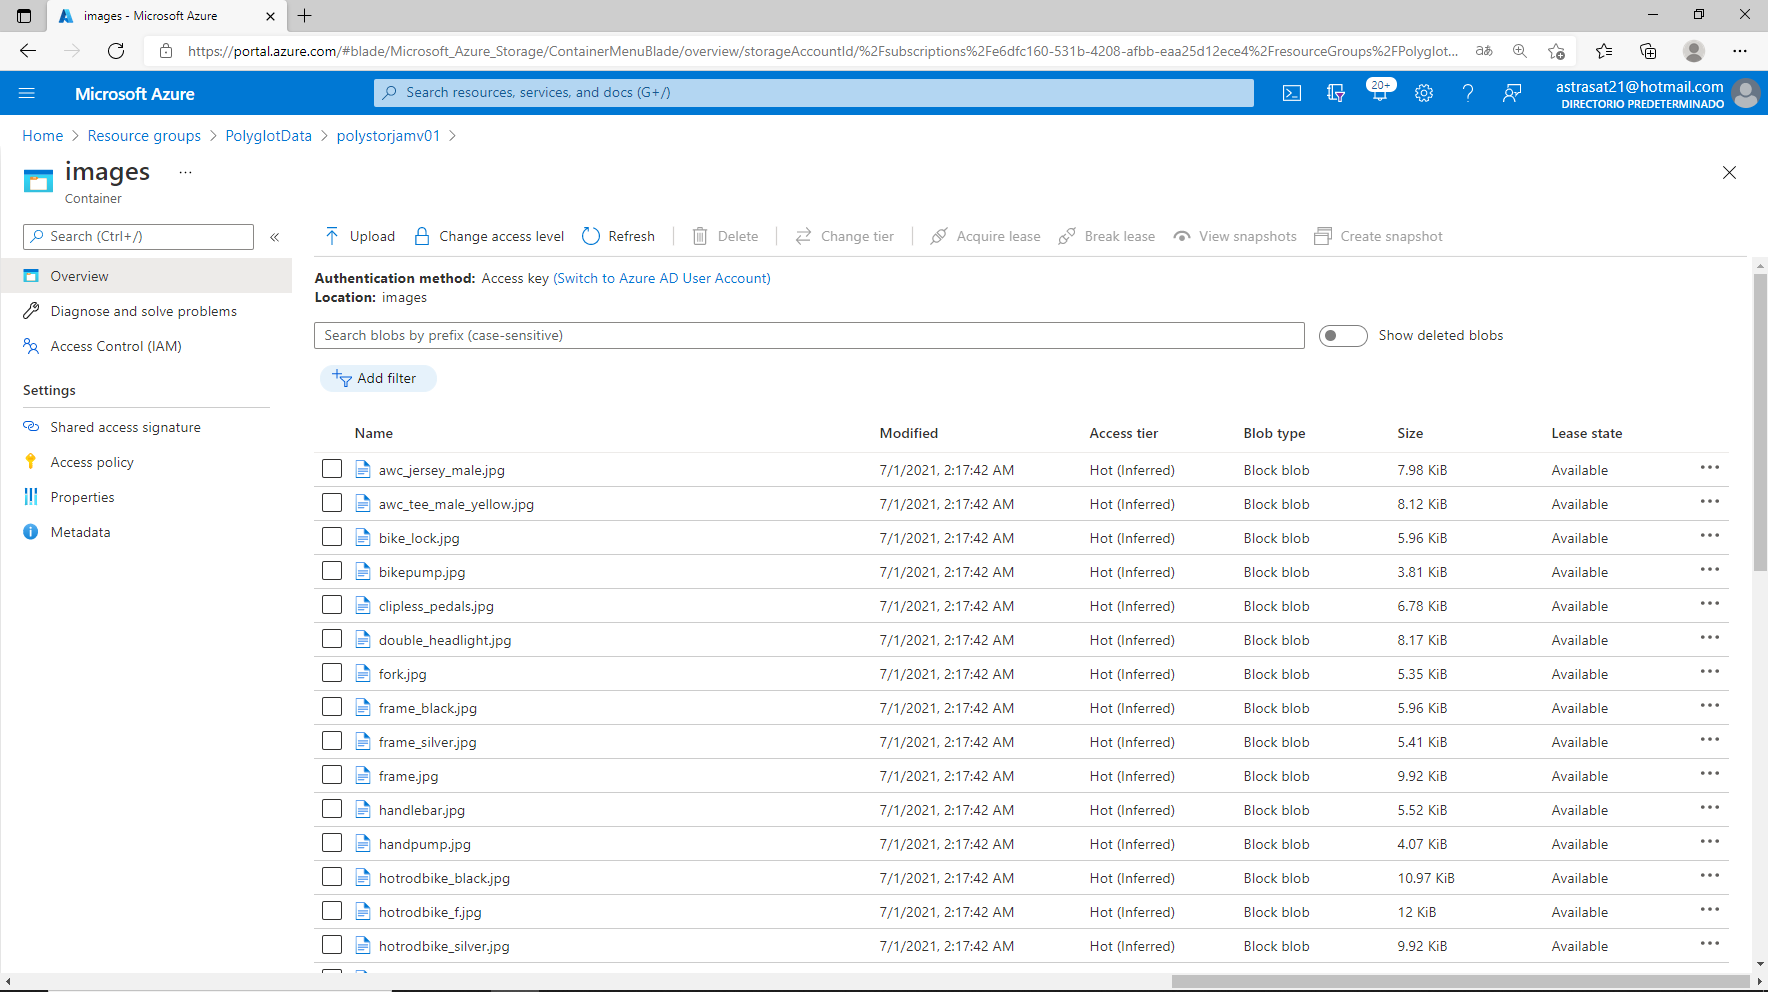 images - Microsoft Azure
https://portal.azure.com/#blade/Microsoft_Azure_Storage/ContainerMenuBlade/overview/storageAccountId/%2Fsubscriptions%2Fe6dfc160-531b-4208-afbb-eaa25d12ece4%2FresourceGroups%2FPolyglot...
Microsoft Azure
Search resources, services, and docs (G+/)
20+
astrasat21@hotmail.com
DIRECTORIO PREDETERMINADO
Home > Resource groups > PolyglotData > polystorjamv01 >
images ...
Container
Search (Ctrl+/)
«
Overview
Diagnose and solve problems
Access Control (IAM)
Settings
Shared access signature
Access policy
Properties
Metadata
Upload Change access level Refresh Delete Change tier Acquire lease Break lease View snapshots Create snapshot
Authentication method: Access key (Switch to Azure AD User Account)
Location: images
Search blobs by prefix (case-sensitive) Show deleted blobs
Add filter
Name Modified Access tier Blob type Size Lease state
awc_jersey_male.jpg 7/1/2021, 2:17:42 AM Hot (Inferred) Block blob 7.98 KiB Available
awc_tee_male_yellow.jpg 7/1/2021, 2:17:42 AM Hot (Inferred) Block blob 8.12 KiB Available
bike_lock.jpg 7/1/2021, 2:17:42 AM Hot (Inferred) Block blob 5.96 KiB Available
bikepump.jpg 7/1/2021, 2:17:42 AM Hot (Inferred) Block blob 3.81 KiB Available
clipless_pedals.jpg 7/1/2021, 2:17:42 AM Hot (Inferred) Block blob 6.78 KiB Available
double_headlight.jpg 7/1/2021, 2:17:42 AM Hot (Inferred) Block blob 8.17 KiB Available
fork.jpg 7/1/2021, 2:17:42 AM Hot (Inferred) Block blob 5.35 KiB Available
frame_black.jpg 7/1/2021, 2:17:42 AM Hot (Inferred) Block blob 5.96 KiB Available
frame_silver.jpg 7/1/2021, 2:17:42 AM Hot (Inferred) Block blob 5.41 KiB Available
frame.jpg 7/1/2021, 2:17:42 AM Hot (Inferred) Block blob 9.92 KiB Available
handlebar.jpg 7/1/2021, 2:17:42 AM Hot (Inferred) Block blob 5.52 KiB Available
handpump.jpg 7/1/2021, 2:17:42 AM Hot (Inferred) Block blob 4.07 KiB Available
hotrodbike_black.jpg 7/1/2021, 2:17:42 AM Hot (Inferred) Block blob 10.97 KiB Available
hotrodbike_f.jpg 7/1/2021, 2:17:42 AM Hot (Inferred) Block blob 12 KiB Available
hotrodbike_silver.jpg 7/1/2021, 2:17:42 AM Hot (Inferred) Block blob 9.92 KiB Available